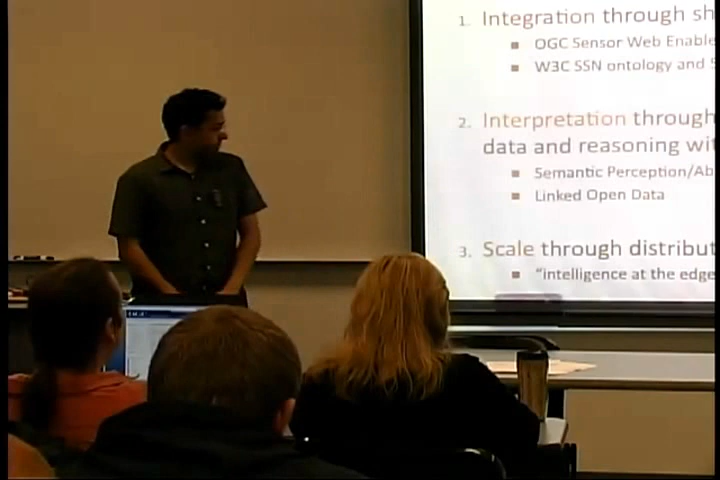 1. Integration through sh
■ OGC Sensor Web Enable
■ W3C SSN ontology and S
2. Interpretation through
data and reasoning wit
■ Semantic Perception/Ab
■ Linked Open Data
3. Scale through distribut
■ "intelligence at the edge